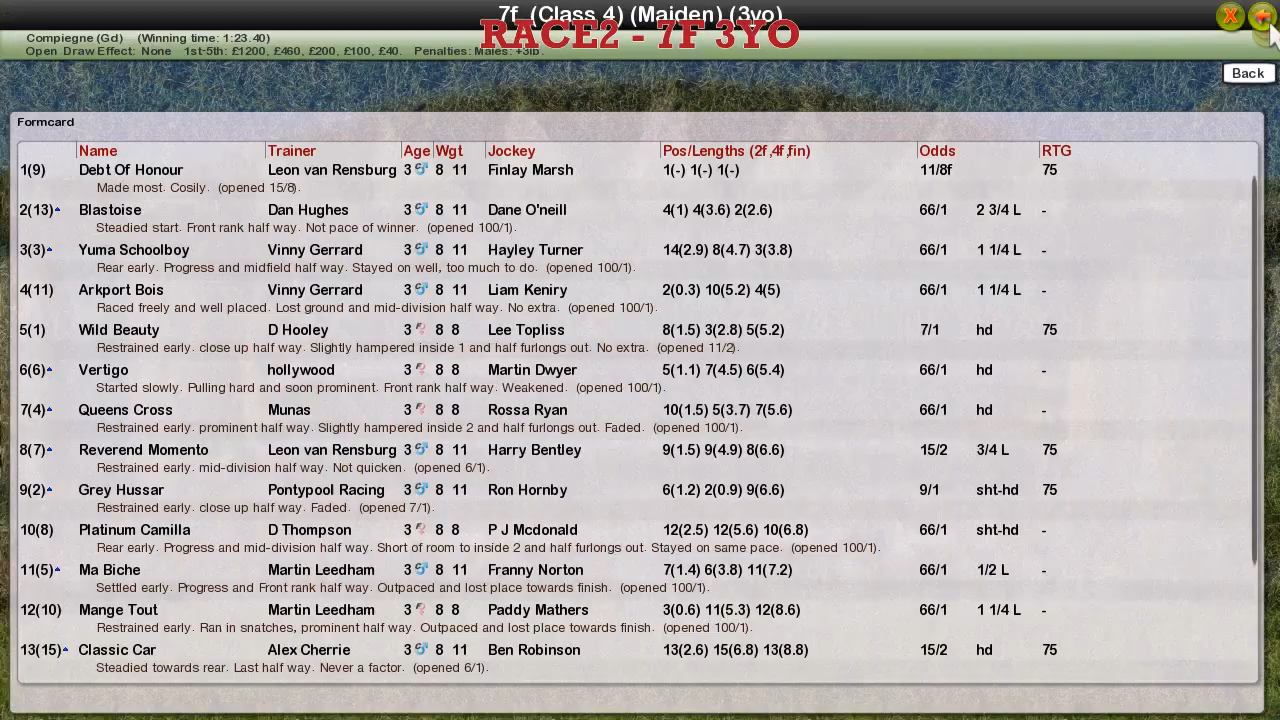 7f  (Class 4) (Maiden) (3yo)
RACE2 - 7F 3YO
Compiegne (Gd)   (Winning time: 1:23.40)
Open  Draw Effect: None   1st-5th: £1200, £460, £200, £100, £40.   Penalties: Males: +3lb.
Back
Formcard
Name Trainer Age Wgt Jockey Pos/Lengths (2f,4f,fin) Odds RTG
1(9) Debt Of Honour Leon van Rensburg 3 8 11 Finlay Marsh 1(-) 1(-) 1(-) 11/8f 75
Made most. Cosily.  (opened 15/8).
2(13) Blastoise Dan Hughes 3 8 11 Dane O'neill 4(1) 4(3.6) 2(2.6) 66/1 2 3/4 L -
Steadied start. Front rank half way. Not pace of winner.  (opened 100/1).
3(3) Yuma Schoolboy Vinny Gerrard 3 8 11 Hayley Turner 14(2.9) 8(4.7) 3(3.8) 66/1 1 1/4 L -
Rear early. Progress and midfield half way. Stayed on well, too much to do.  (opened 100/1).
4(11) Arkport Bois Vinny Gerrard 3 8 11 Liam Keniry 2(0.3) 10(5.2) 4(5) 66/1 1 1/4 L -
Raced freely and well placed. Lost ground and mid-division half way. No extra.  (opened 100/1).
5(1) Wild Beauty D Hooley 3 8 8 Lee Topliss 8(1.5) 3(2.8) 5(5.2) 7/1 hd 75
Restrained early. close up half way. Slightly hampered inside 1 and half furlongs out. No extra.  (opened 11/2).
6(6) Vertigo hollywood 3 8 8 Martin Dwyer 5(1.1) 7(4.5) 6(5.4) 66/1 hd -
Started slowly. Pulling hard and soon prominent. Front rank half way. Weakened.  (opened 100/1).
7(4) Queens Cross Munas 3 8 8 Rossa Ryan 10(1.5) 5(3.7) 7(5.6) 66/1 hd -
Restrained early. prominent half way. Slightly hampered inside 2 and half furlongs out. Faded.  (opened 100/1).
8(7) Reverend Momento Leon van Rensburg 3 8 11 Harry Bentley 9(1.5) 9(4.9) 8(6.6) 15/2 3/4 L 75
Restrained early. mid-division half way. Not quicken.  (opened 6/1).
9(2) Grey Hussar Pontypool Racing 3 8 11 Ron Hornby 6(1.2) 2(0.9) 9(6.6) 9/1 sht-hd 75
Restrained early. close up half way. Faded.  (opened 7/1).
10(8) Platinum Camilla D Thompson 3 8 8 P J Mcdonald 12(2.5) 12(5.6) 10(6.8) 66/1 sht-hd -
Rear early. Progress and mid-division half way. Short of room to inside 2 and half furlongs out. Stayed on same pace.  (opened 100/1).
11(5) Ma Biche Martin Leedham 3 8 11 Franny Norton 7(1.4) 6(3.8) 11(7.2) 66/1 1/2 L -
Settled early. Progress and Front rank half way. Outpaced and lost place towards finish.  (opened 100/1).
12(10) Mange Tout Martin Leedham 3 8 8 Paddy Mathers 3(0.6) 11(5.3) 12(8.6) 66/1 1 1/4 L -
Restrained early. Ran in snatches, prominent half way. Outpaced and lost place towards finish.  (opened 100/1).
13(15) Classic Car Alex Cherrie 3 8 11 Ben Robinson 13(2.6) 15(6.8) 13(8.8) 15/2 hd 75
Steadied towards rear. Last half way. Never a factor.  (opened 6/1).